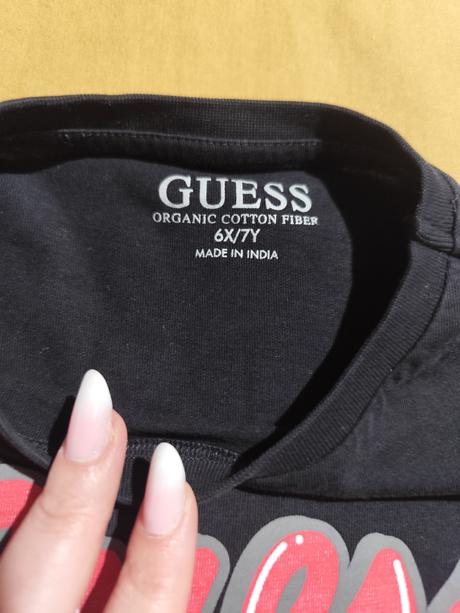 GUESS
ORGANIC COTTON FIBER
6X/7Y
MADE IN INDIA